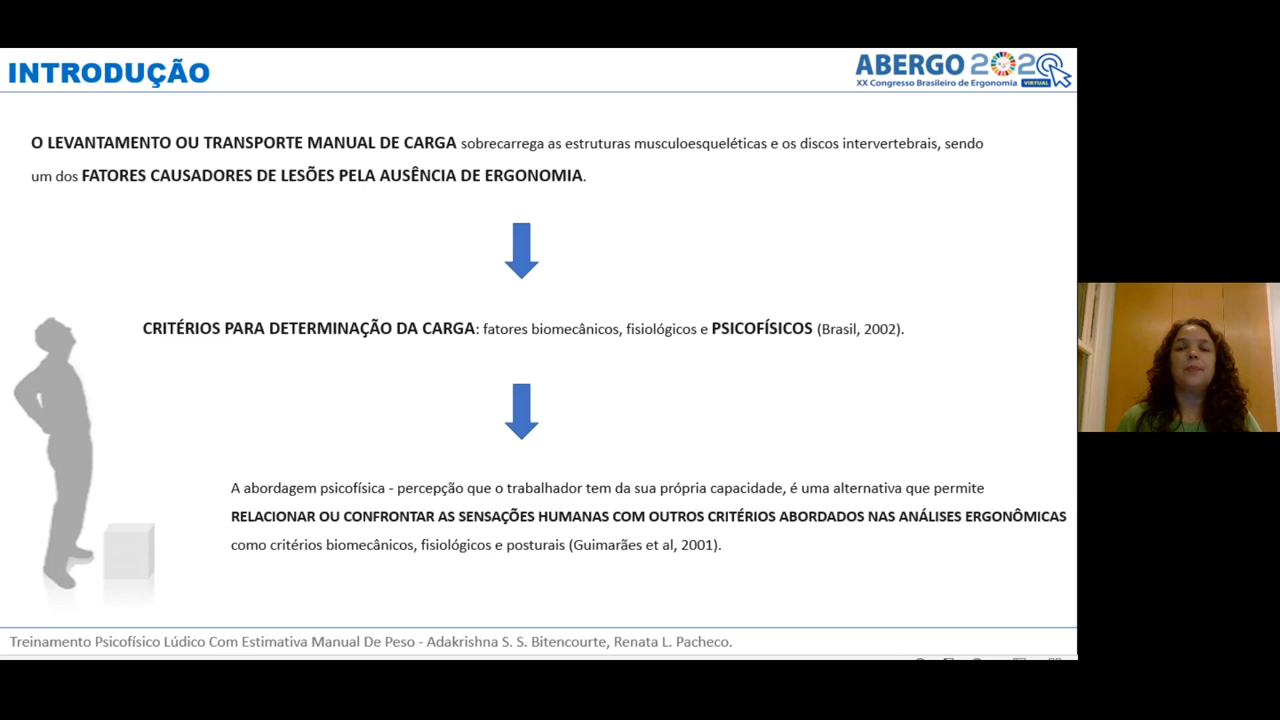 INTRODUÇÃO
ABERGO 2020
XX Congresso Brasileiro de Ergonomia VIRTUAL
O LEVANTAMENTO OU TRANSPORTE MANUAL DE CARGA sobrecarrega as estruturas musculoesqueléticas e os discos intervertebrais, sendo
um dos FATORES CAUSADORES DE LESÕES PELA AUSÊNCIA DE ERGONOMIA.
CRITÉRIOS PARA DETERMINAÇÃO DA CARGA: fatores biomecânicos, fisiológicos e PSICOFÍSICOS (Brasil, 2002).
A abordagem psicofísica - percepção que o trabalhador tem da sua própria capacidade, é uma alternativa que permite
RELACIONAR OU CONFRONTAR AS SENSAÇÕES HUMANAS COM OUTROS CRITÉRIOS ABORDADOS NAS ANÁLISES ERGONÔMICAS
como critérios biomecânicos, fisiológicos e posturais (Guimarães et al, 2001).
Treinamento Psicofísico Lúdico Com Estimativa Manual De Peso - Adakrishna S. S. Bitencourte, Renata L. Pacheco.